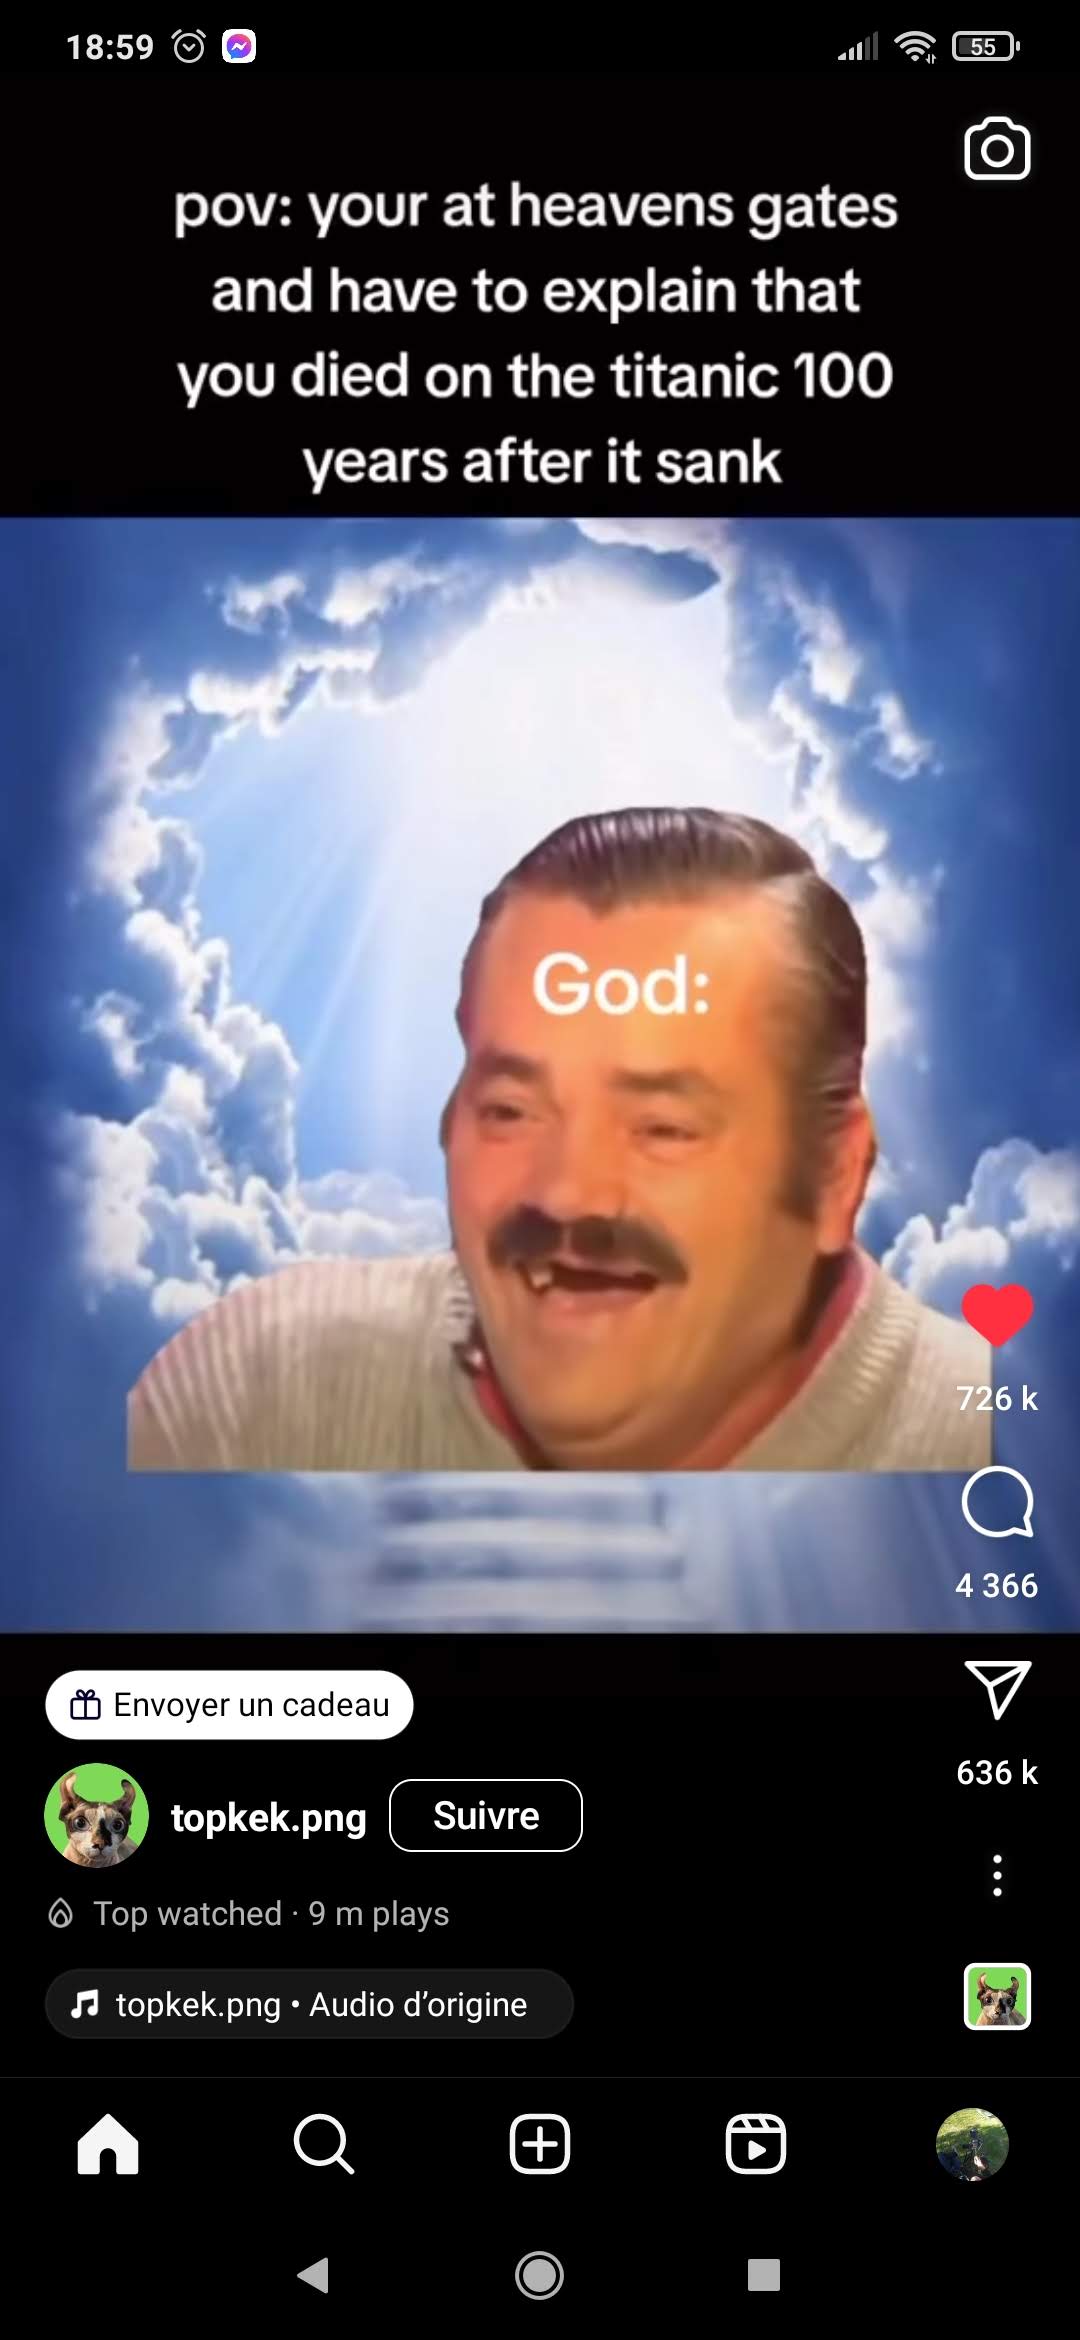 18:59
55
pov: your at heavens gates
and have to explain that
you died on the titanic 100
years after it sank
God:
726 k
4 366
Envoyer un cadeau
636 k
topkek.png
Suivre
Top watched · 9 m plays
topkek.png • Audio d’origine